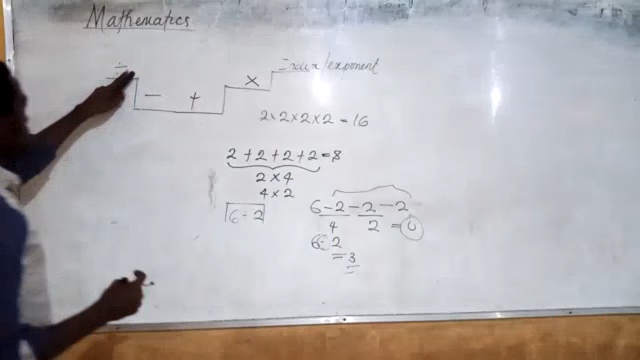 Mathematics
÷
− +
×
/exponent
2×2×2×2 = 16
2 + 2 + 2 + 2 = 8
2 × 4
4 × 2
6 - 2
6 - 2 - 2 - 2
4 2 = 0
6 ÷ 2
= 3